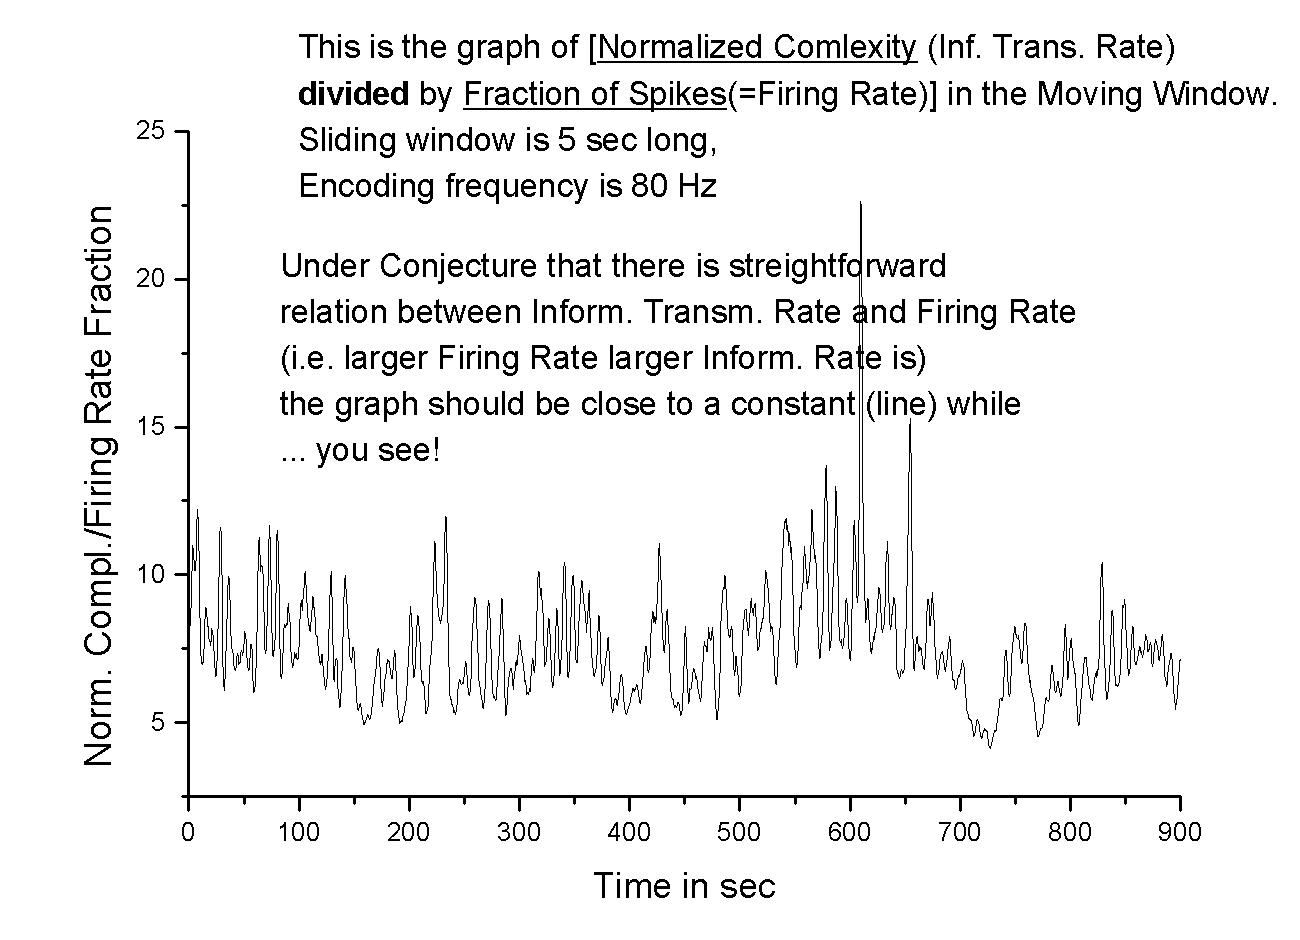 This is the graph of [Normalized Comlexity (Inf. Trans. Rate)
divided by Fraction of Spikes(=Firing Rate)] in the Moving Window.
Sliding window is 5 sec long,
Encoding frequency is 80 Hz
Under Conjecture that there is streightforward
relation between Inform. Transm. Rate and Firing Rate
(i.e. larger Firing Rate larger Inform. Rate is)
the graph should be close to a constant (line) while
... you see!
Norm. Compl./Firing Rate Fraction
25
20
15
10
5
0 100 200 300 400 500 600 700 800 900
Time in sec